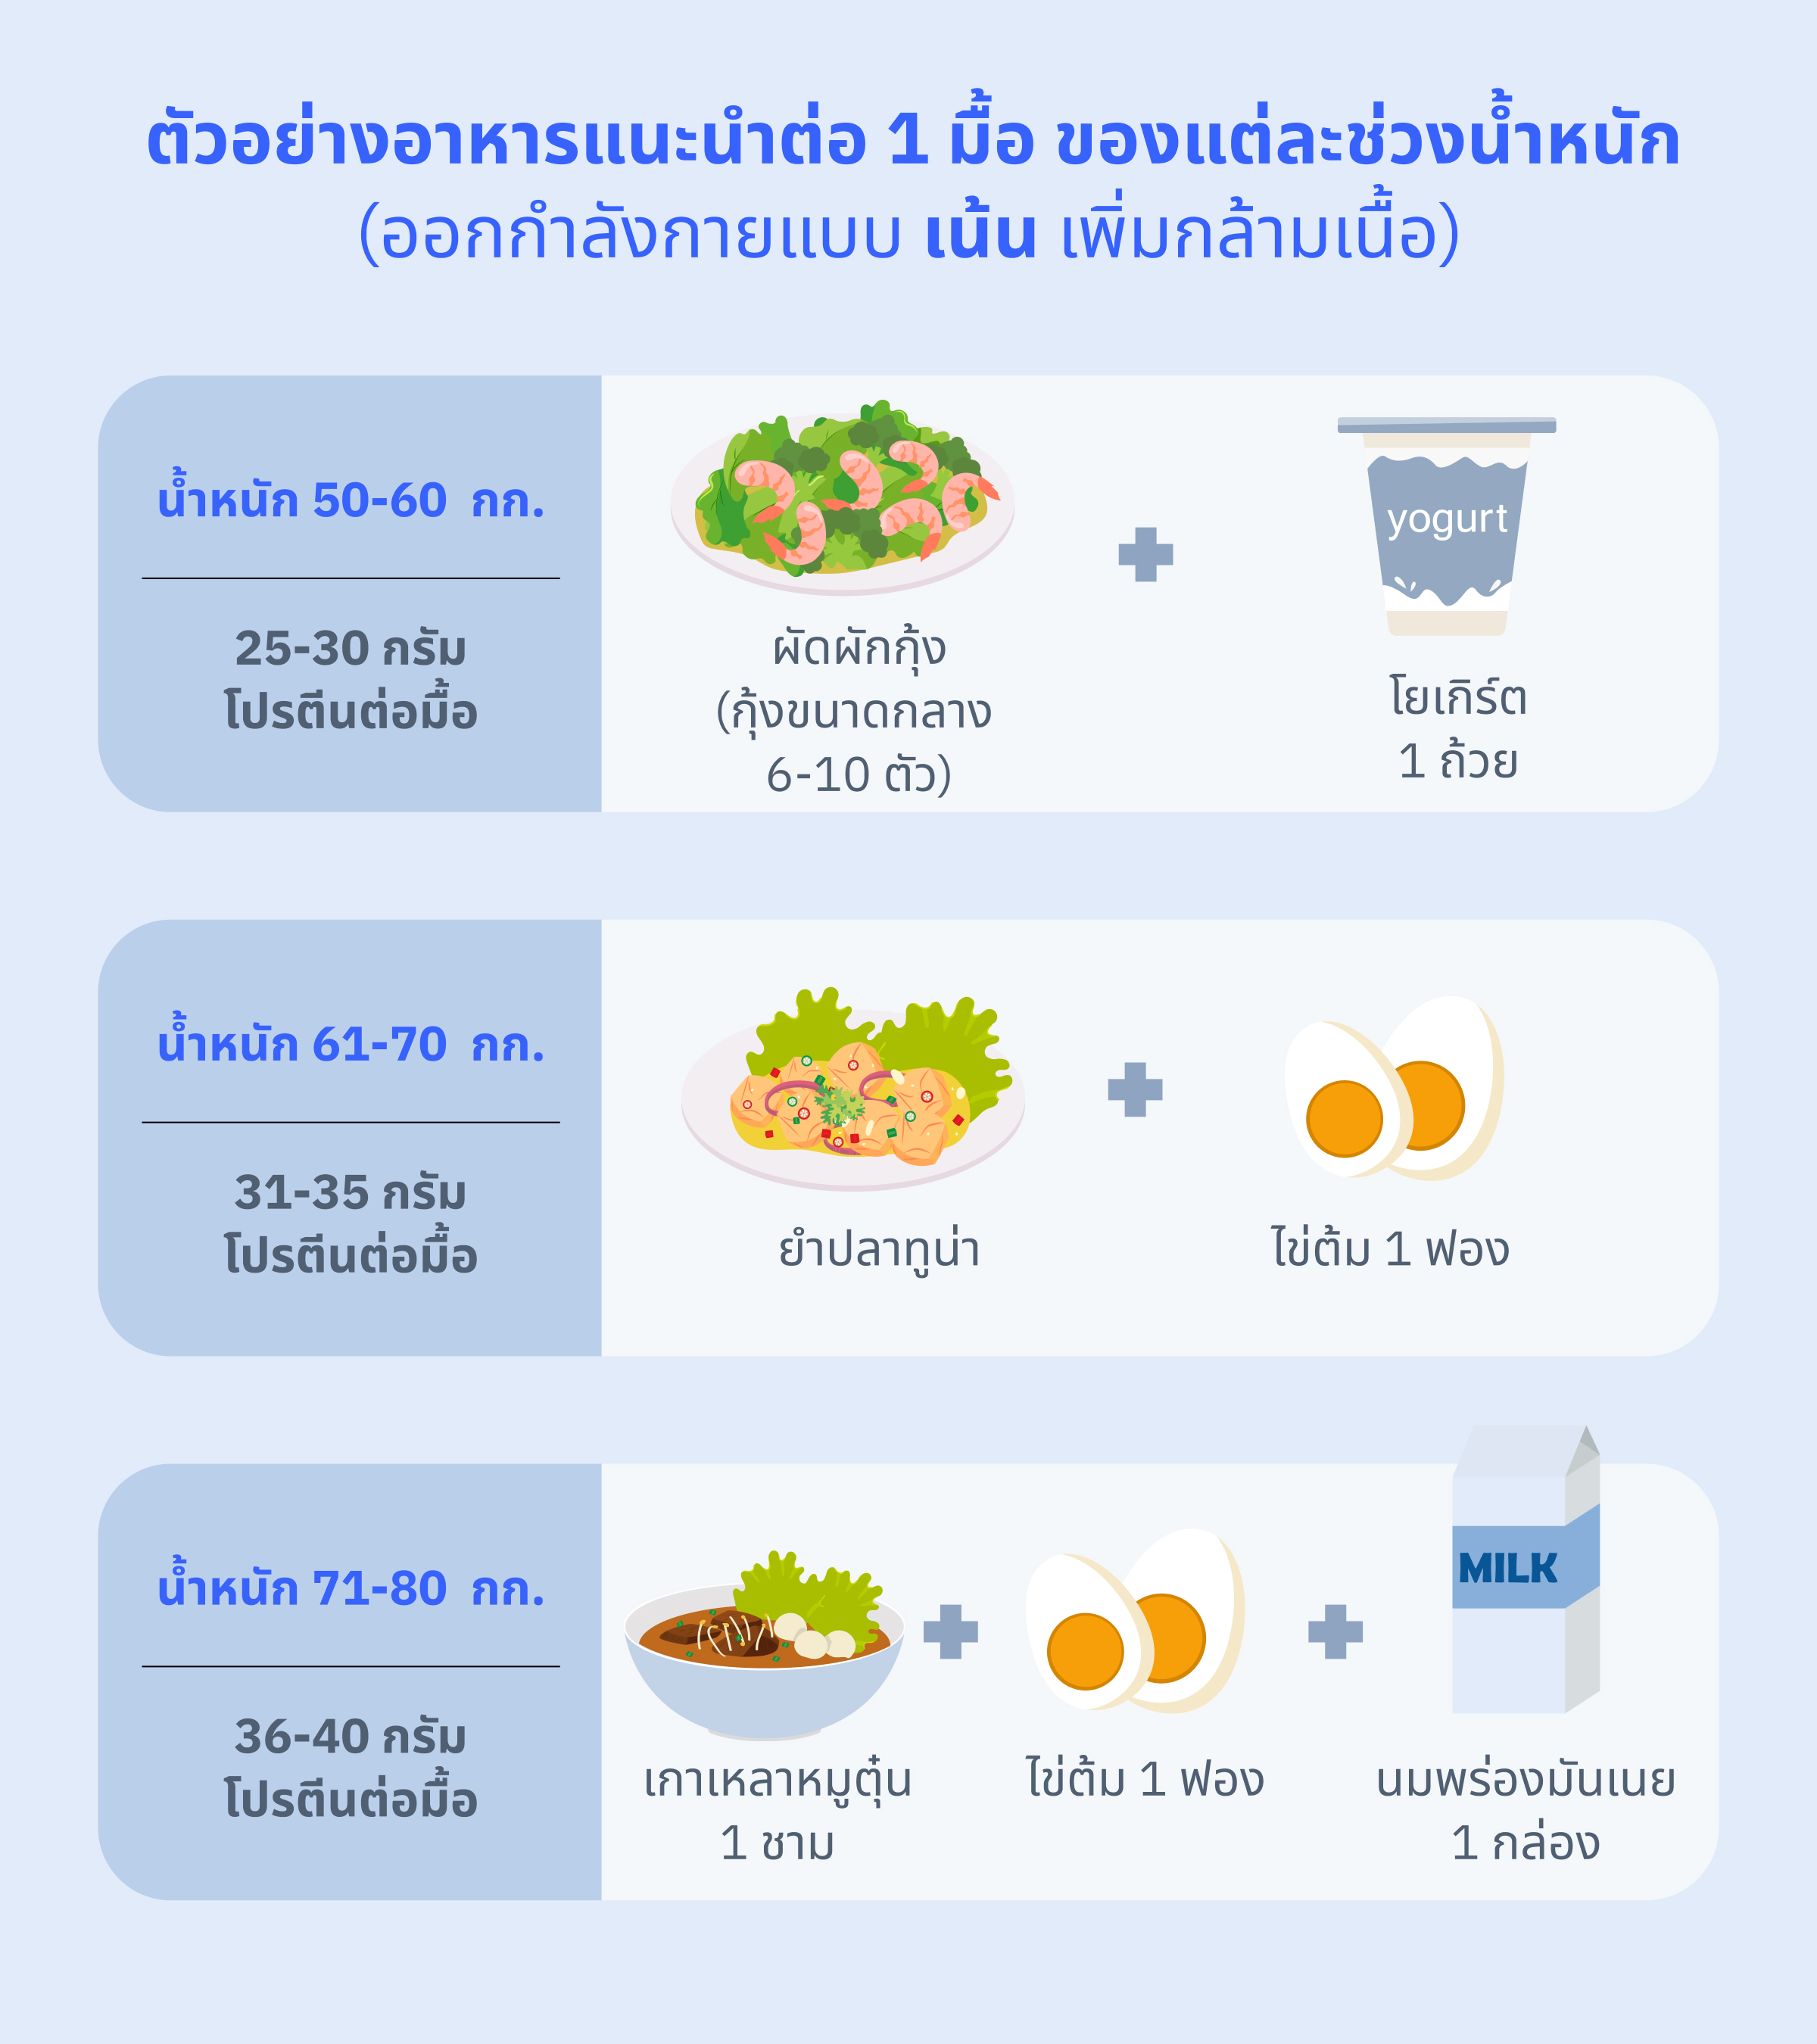 ตัวอย่างอาหารแนะนำต่อ 1 มื้อ ของแต่ละช่วงน้ำหนัก
(ออกกำลังกายแบบ เน้น เพิ่มกล้ามเนื้อ)
น้ำหนัก 50-60 กก.
25-30 กรัม
โปรตีนต่อมื้อ
ผัดผักกุ้ง
(กุ้งขนาดกลาง
6-10 ตัว)
yogurt
โยเกิร์ต
1 ถ้วย
น้ำหนัก 61-70 กก.
31-35 กรัม
โปรตีนต่อมื้อ
ยำปลาทูน่า
ไข่ต้ม 1 ฟอง
น้ำหนัก 71-80 กก.
36-40 กรัม
โปรตีนต่อมื้อ
เกาเหลาหมูตุ๋น
1 ชาม
ไข่ต้ม 1 ฟอง
MILK
นมพร่องมันเนย
1 กล่อง